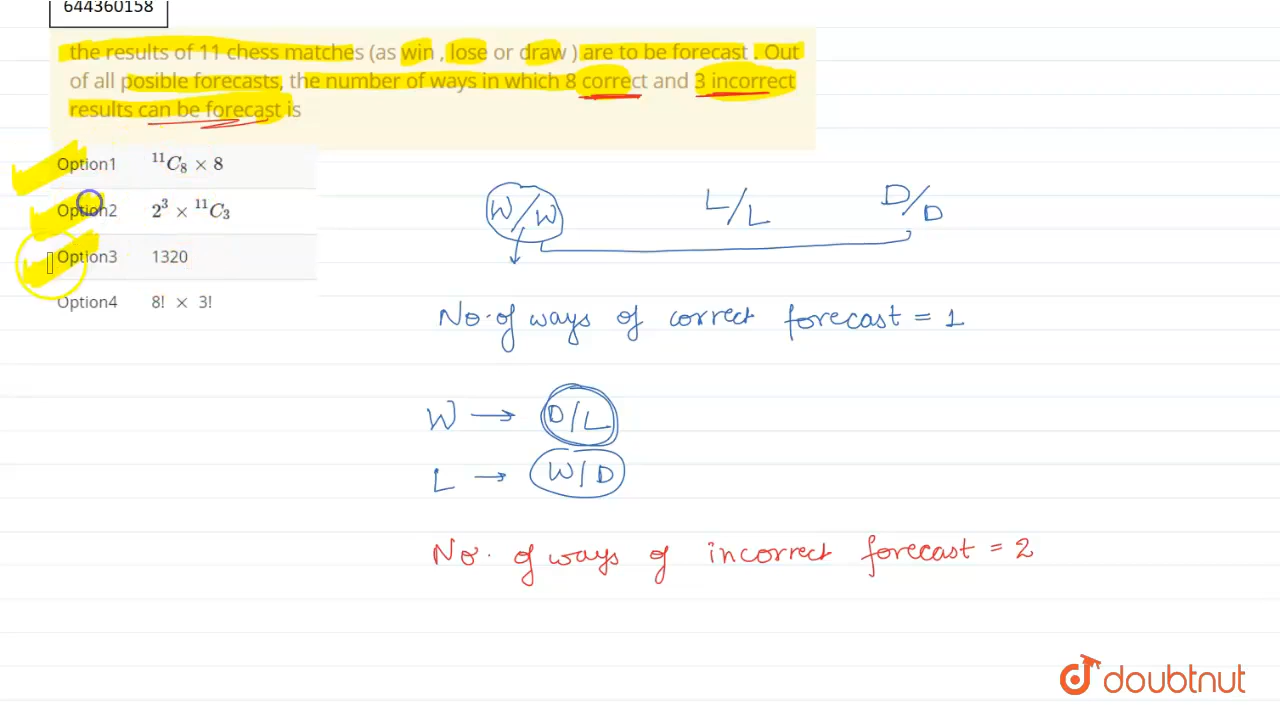 644360158
the results of 11 chess matches (as win , lose or draw ) are to be forecast . Out
of all posible forecasts, the number of ways in which 8 correct and 3 incorrect
results can be forecast is
Option1 ¹¹C₈ × 8
Option2 2³ × ¹¹C₃
Option3 1320
Option4 8! × 3!
W/W L/L D/D
No. of ways of correct forecast = 1
W → D/L
L → W/D
No. of ways of incorrect forecast = 2
doubtnut